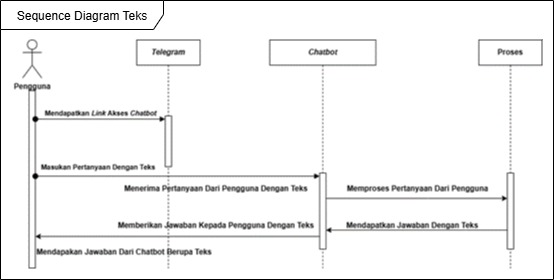 Sequence Diagram Teks
Telegram
Chatbot
Proses
Pengguna
Mendapatkan Link Akses Chatbot
Masukan Pertanyaan Dengan Teks
Menerima Pertanyaan Dari Pengguna Dengan Teks
Memproses Pertanyaan Dari Pengguna
Memberikan Jawaban Kepada Pengguna Dengan Teks
Mendapatkan Jawaban Dengan Teks
Mendapakan Jawaban Dari Chatbot Berupa Teks